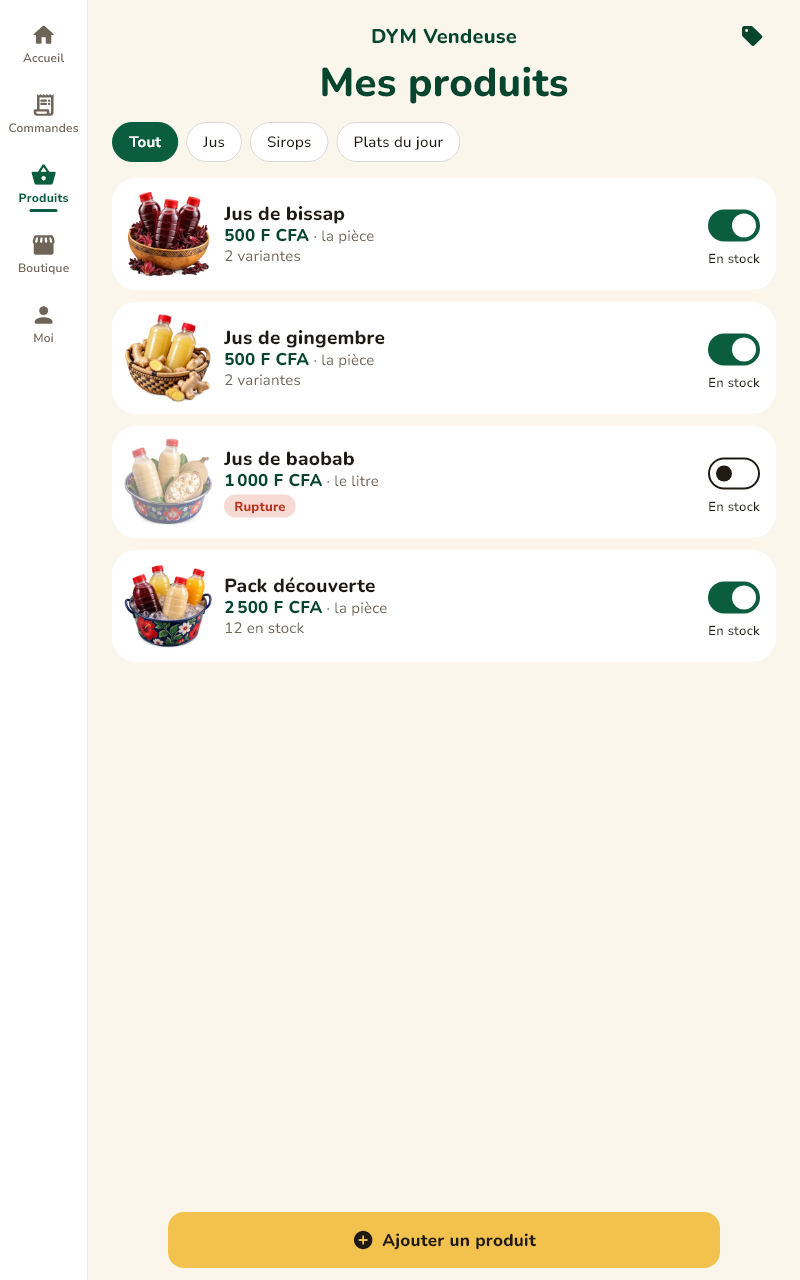 DYM Vendeuse
Mes produits
Accueil
Commandes
Produits
Boutique
Moi
Tout
Jus
Sirops
Plats du jour
Jus de bissap
500 F CFA · la pièce
2 variantes
En stock
Jus de gingembre
500 F CFA · la pièce
2 variantes
En stock
Jus de baobab
1 000 F CFA · le litre
Rupture
En stock
Pack découverte
2 500 F CFA · la pièce
12 en stock
En stock
Ajouter un produit